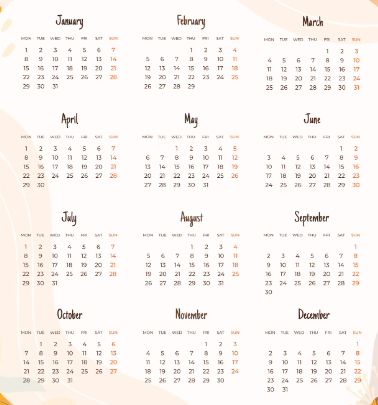 January
MON TUE WED THU FRI SAT SUN
1 2 3 4 5 6 7
8 9 10 11 12 13 14
15 16 17 18 19 20 21
22 23 24 25 26 27 28
29 30 31
February
MON TUE WED THU FRI SAT SUN
1 2 3 4
5 6 7 8 9 10 11
12 13 14 15 16 17 18
19 20 21 22 23 24 25
26 27 28 29
March
MON TUE WED THU FRI SAT SUN
1 2 3
4 5 6 7 8 9 10
11 12 13 14 15 16 17
18 19 20 21 22 23 24
25 26 27 28 29 30 31
April
MON TUE WED THU FRI SAT SUN
1 2 3 4 5 6 7
8 9 10 11 12 13 14
15 16 17 18 19 20 21
22 23 24 25 26 27 28
29 30
May
MON TUE WED THU FRI SAT SUN
1 2 3 4 5
6 7 8 9 10 11 12
13 14 15 16 17 18 19
20 21 22 23 24 25 26
27 28 29 30 31
June
MON TUE WED THU FRI SAT SUN
1 2
3 4 5 6 7 8 9
10 11 12 13 14 15 16
17 18 19 20 21 22 23
24 25 26 27 28 29 30
July
MON TUE WED THU FRI SAT SUN
1 2 3 4 5 6 7
8 9 10 11 12 13 14
15 16 17 18 19 20 21
22 23 24 25 26 27 28
29 30 31
August
MON TUE WED THU FRI SAT SUN
1 2 3 4
5 6 7 8 9 10 11
12 13 14 15 16 17 18
19 20 21 22 23 24 25
26 27 28 29 30 31
September
MON TUE WED THU FRI SAT SUN
1
2 3 4 5 6 7 8
9 10 11 12 13 14 15
16 17 18 19 20 21 22
23 24 25 26 27 28 29
30
October
MON TUE WED THU FRI SAT SUN
1 2 3 4 5 6
7 8 9 10 11 12 13
14 15 16 17 18 19 20
21 22 23 24 25 26 27
28 29 30 31
November
MON TUE WED THU FRI SAT SUN
1 2 3
4 5 6 7 8 9 10
11 12 13 14 15 16 17
18 19 20 21 22 23 24
25 26 27 28 29 30
December
MON TUE WED THU FRI SAT SUN
1
2 3 4 5 6 7 8
9 10 11 12 13 14 15
16 17 18 19 20 21 22
23 24 25 26 27 28 29
30 31